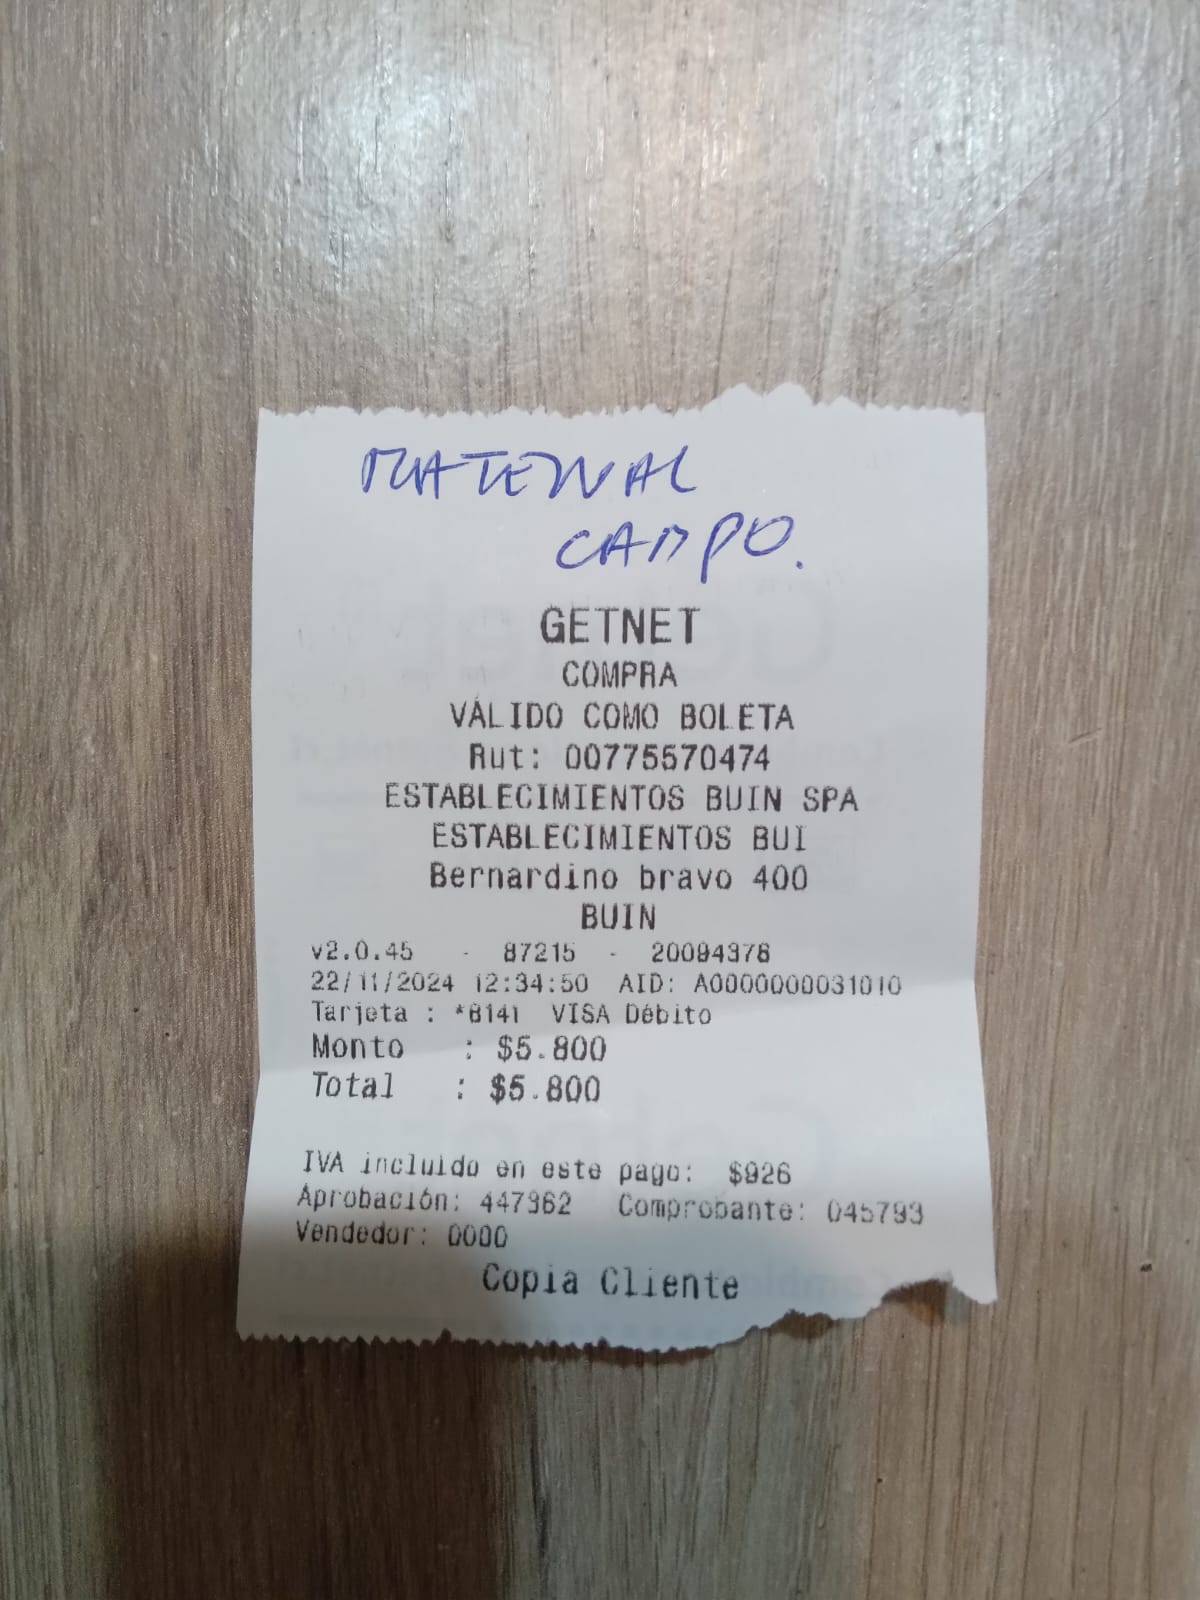 MATERIAL
CAMPO.
GETNET
COMPRA
VÁLIDO COMO BOLETA
Rut: 00775570474
ESTABLECIMIENTOS BUIN SPA
ESTABLECIMIENTOS BUI
Bernardino bravo 400
BUIN
v2.0.45 - 87215 - 20094378
22/11/2024 12:34:50 AID: A0000000031010
Tarjeta : *8141 VISA Débito
Monto : $5.800
Total : $5.800
IVA incluido en este pago: $926
Aprobación: 447362 Comprobante: 045793
Vendedor: 0000
Copia Cliente